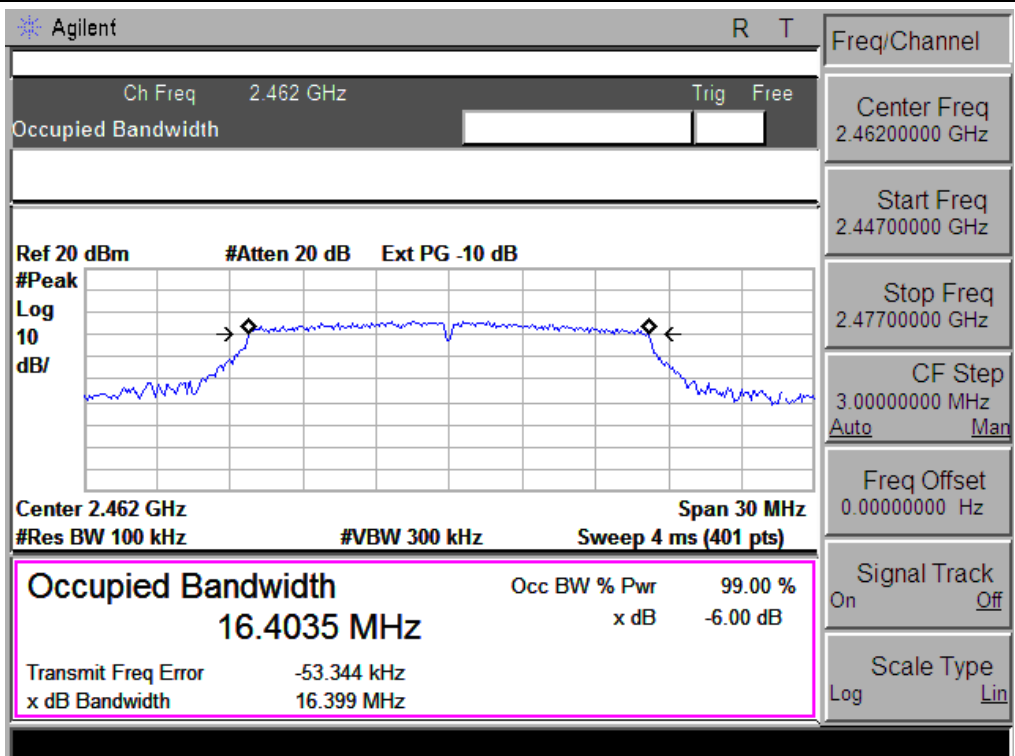 Agilent R T
Ch Freq 2.462 GHz Trig Free
Occupied Bandwidth
Ref 20 dBm #Atten 20 dB Ext PG -10 dB
#Peak
Log
10
dB/
Center 2.462 GHz Span 30 MHz
#Res BW 100 kHz #VBW 300 kHz Sweep 4 ms (401 pts)
Occupied Bandwidth Occ BW % Pwr 99.00 %
16.4035 MHz x dB -6.00 dB
Transmit Freq Error -53.344 kHz
x dB Bandwidth 16.399 MHz
Freq/Channel
Center Freq
2.46200000 GHz
Start Freq
2.44700000 GHz
Stop Freq
2.47700000 GHz
CF Step
3.00000000 MHz
Auto Man
Freq Offset
0.00000000 Hz
Signal Track
On Off
Scale Type
Log Lin